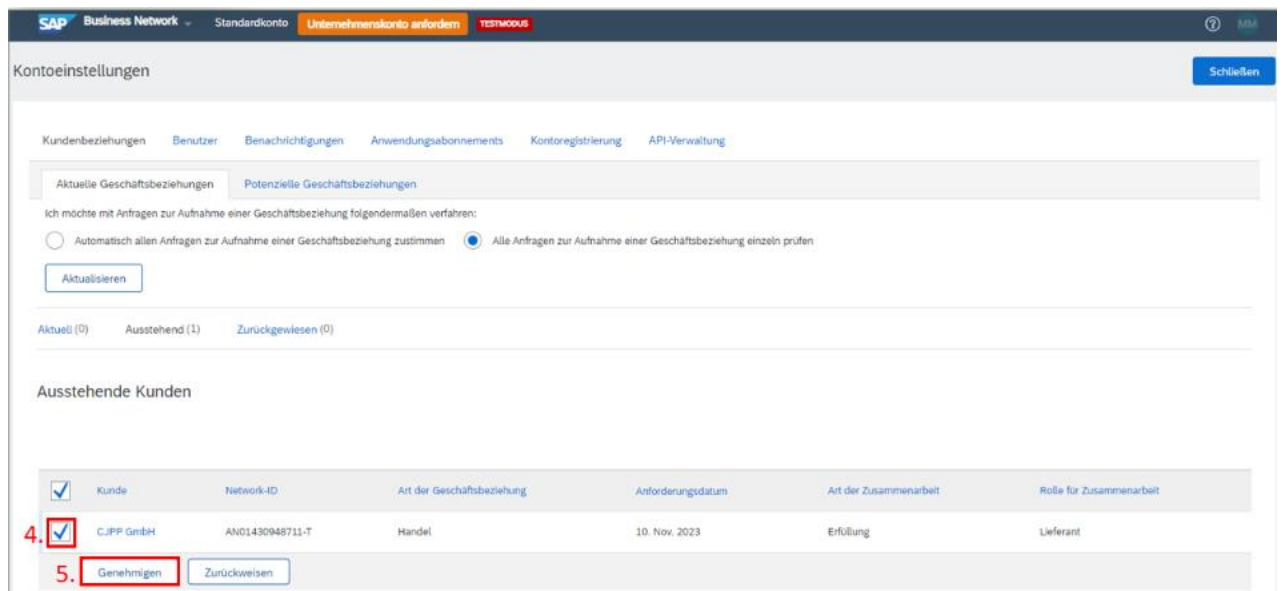 SAP Business Network Standardkonto Unternehmenskonto anfordern TESTMODUS ? MM
Kontoeinstellungen Schließen
Kundenbeziehungen Benutzer Benachrichtigungen Anwendungsabonnements Kontoregistrierung API-Verwaltung
Aktuelle Geschäftsbeziehungen Potenzielle Geschäftsbeziehungen
Ich möchte mit Anfragen zur Aufnahme einer Geschäftsbeziehung folgendermaßen verfahren:
Automatisch allen Anfragen zur Aufnahme einer Geschäftsbeziehung zustimmen Alle Anfragen zur Aufnahme einer Geschäftsbeziehung einzeln prüfen
Aktualisieren
Aktuell (0) Ausstehend (1) Zurückgewiesen (0)
Ausstehende Kunden
Kunde Network-ID Art der Geschäftsbeziehung Anforderungsdatum Art der Zusammenarbeit Rolle für Zusammenarbeit
4. CJPP GmbH AN01430948711-T Handel 10. Nov. 2023 Erfüllung Lieferant
5. Genehmigen Zurückweisen